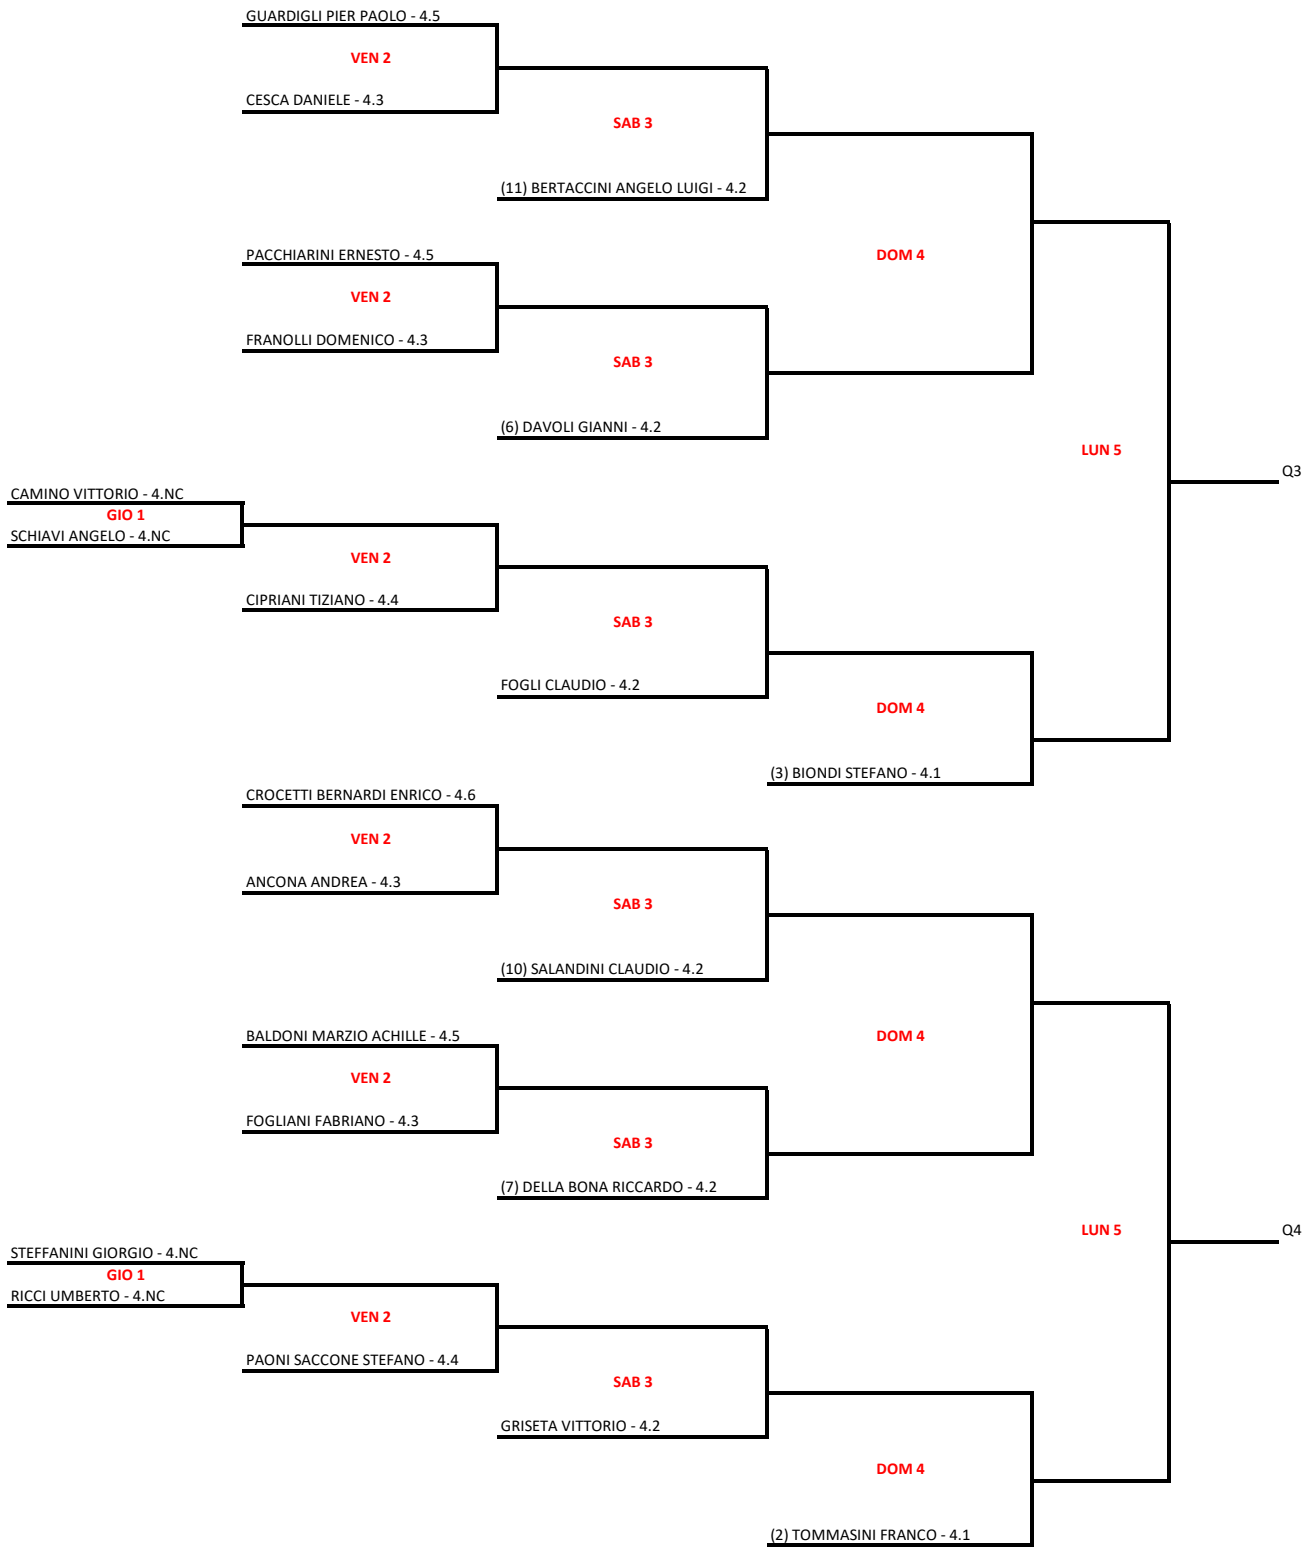 GUARDIGLI PIER PAOLO - 4.5
VEN 2
CESCA DANIELE - 4.3
SAB 3
(11) BERTACCINI ANGELO LUIGI - 4.2
PACCHIARINI ERNESTO - 4.5
DOM 4
VEN 2
FRANOLLI DOMENICO - 4.3
SAB 3
(6) DAVOLI GIANNI - 4.2
LUN 5
Q3
CAMINO VITTORIO - 4.NC
GIO 1
SCHIAVI ANGELO - 4.NC
VEN 2
CIPRIANI TIZIANO - 4.4
SAB 3
FOGLI CLAUDIO - 4.2
DOM 4
(3) BIONDI STEFANO - 4.1
CROCETTI BERNARDI ENRICO - 4.6
VEN 2
ANCONA ANDREA - 4.3
SAB 3
(10) SALANDINI CLAUDIO - 4.2
BALDONI MARZIO ACHILLE - 4.5
DOM 4
VEN 2
FOGLIANI FABRIANO - 4.3
SAB 3
(7) DELLA BONA RICCARDO - 4.2
LUN 5
Q4
STEFFANINI GIORGIO - 4.NC
GIO 1
RICCI UMBERTO - 4.NC
VEN 2
PAONI SACCONE STEFANO - 4.4
SAB 3
GRISETA VITTORIO - 4.2
DOM 4
(2) TOMMASINI FRANCO - 4.1